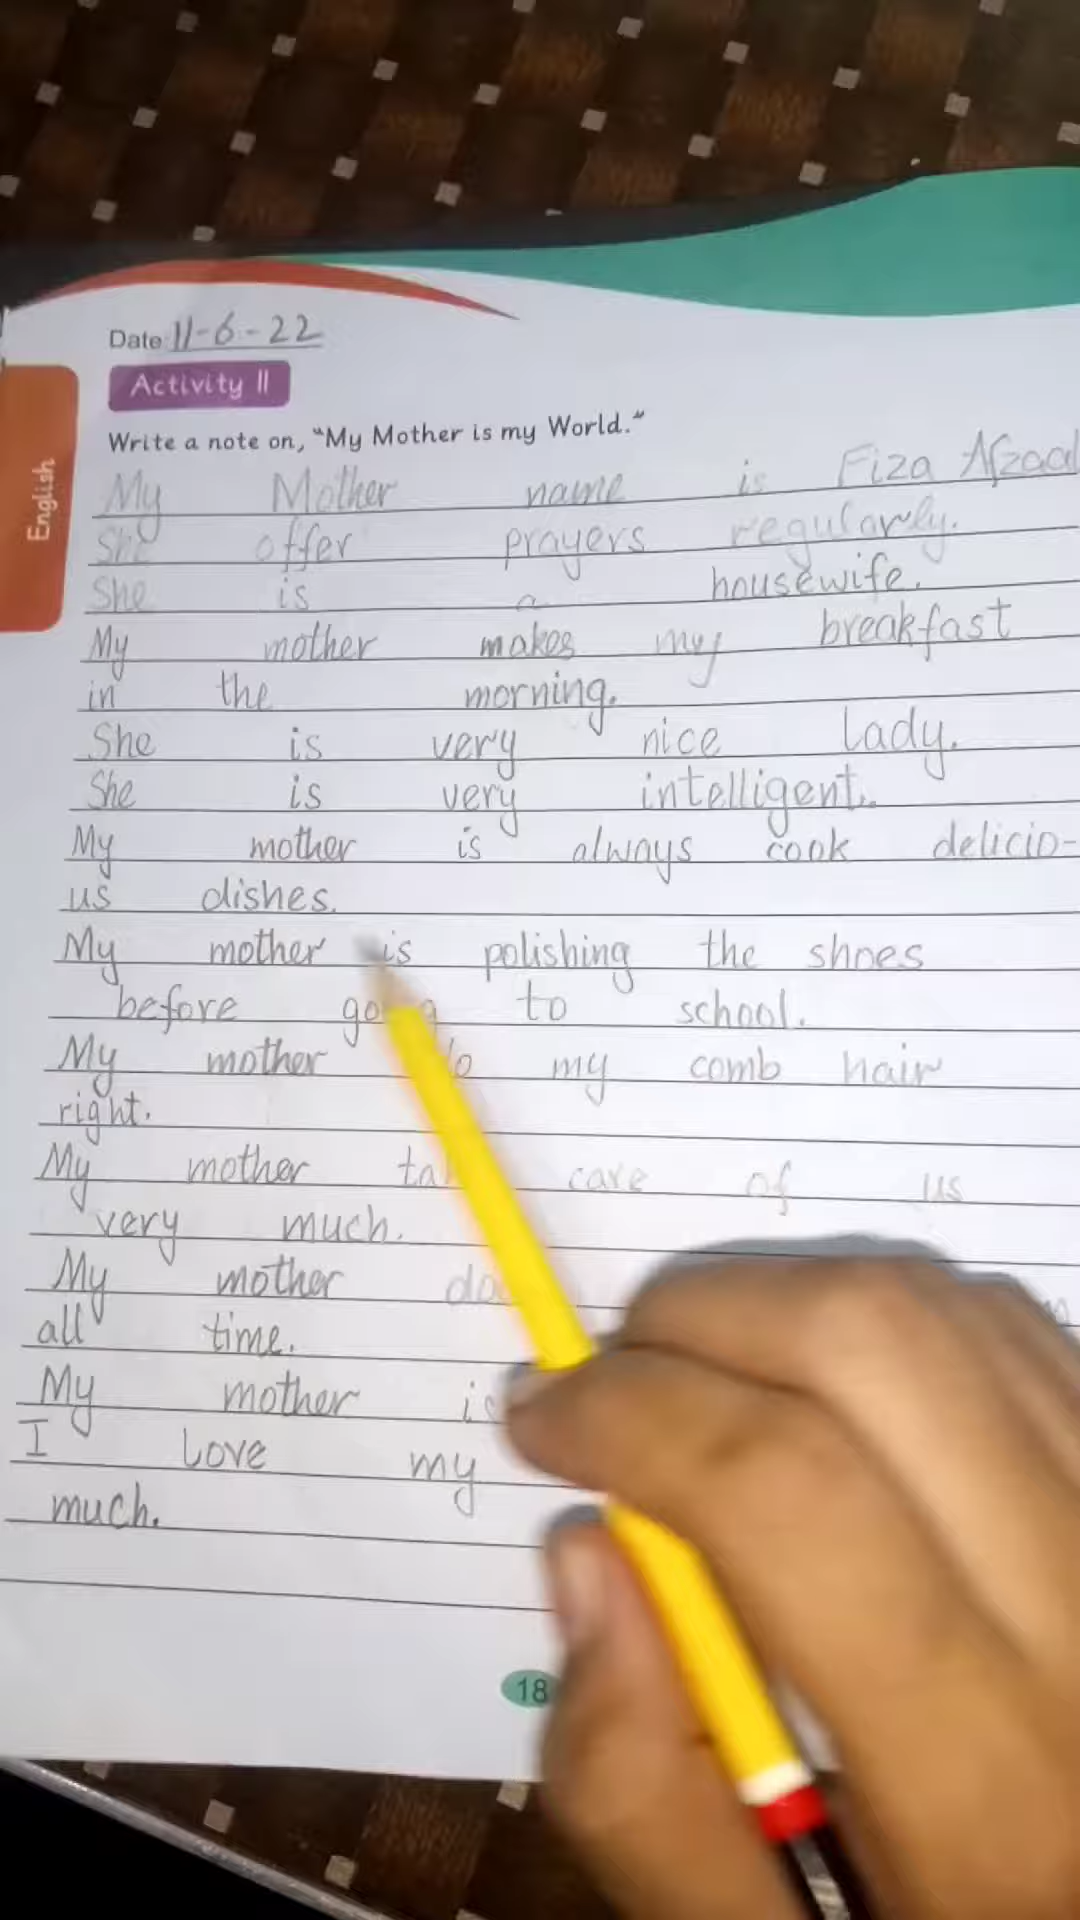 Date 11-6-22
Activity 11
English
Write a note on, "My Mother is my World."
My Mother name is Fiza Afzaal
She offer prayers regularly.
She is a housewife.
My mother makes my breakfast
in the morning.
She is very nice lady.
She is very intelligent.
My mother is always cook delicio-
us dishes.
My mother is polishing the shoes
before going to school.
My mother my comb hair
right.
My mother care of us
very much.
My mother
all time.
My mother is
I Love my
much.
18